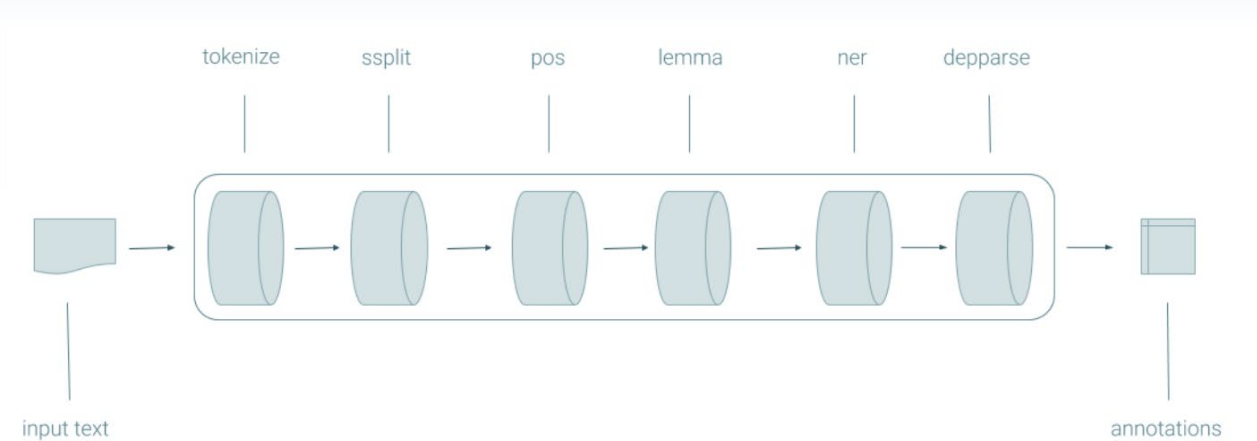 tokenize ssplit pos lemma ner depparse
input text annotations